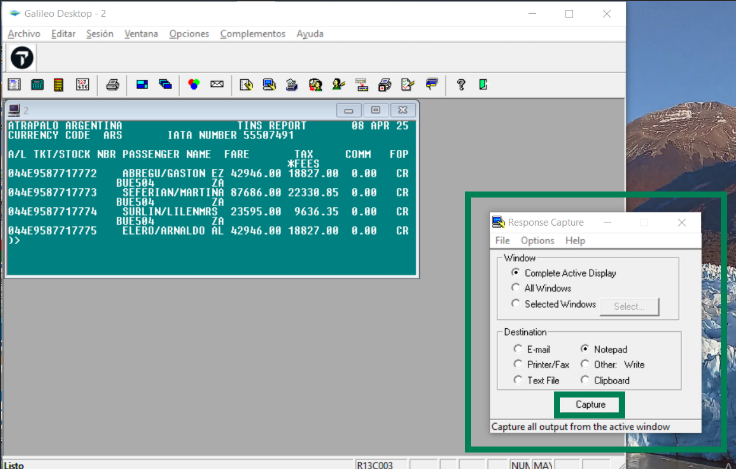 Galileo Desktop - 2
Archivo Editar Sesión Ventana Opciones Complementos Ayuda
2
ATRAPALO ARGENTINA TINS REPORT 08 APR 25
CURRENCY CODE ARS IATA NUMBER 55507491
A/L TKT/STOCK NBR PASSENGER NAME FARE TAX COMM FOP
*FEES
044E9587717772 ABREGU/GASTON EZ 42946.00 18827.00 0.00 CR
BUE504 ZA
044E9587717773 SEFERIAN/MARTINA 87686.00 22330.85 0.00 CR
BUE504 ZA
044E9587717774 SURLIN/LILENMRS 23595.00 9636.35 0.00 CR
BUE504 ZA
044E9587717775 ELERO/ARNALDO AL 42946.00 18827.00 0.00 CR
)>
Response Capture
File Options Help
Window
Complete Active Display
All Windows
Selected Windows Select...
Destination
E-mail Notepad
Printer/Fax Other: Write
Text File Clipboard
Capture
Capture all output from the active window
Listo R13C003 NUM MAY